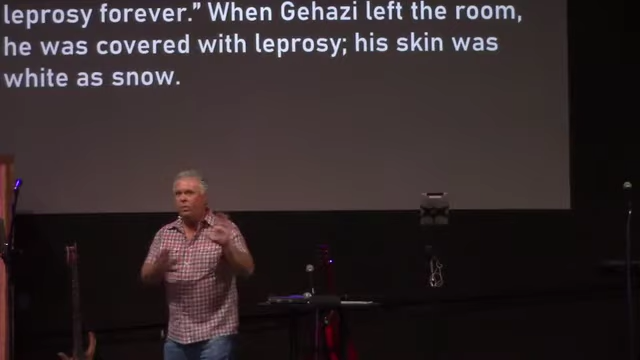 leprosy forever.” When Gehazi left the room,
he was covered with leprosy; his skin was
white as snow.